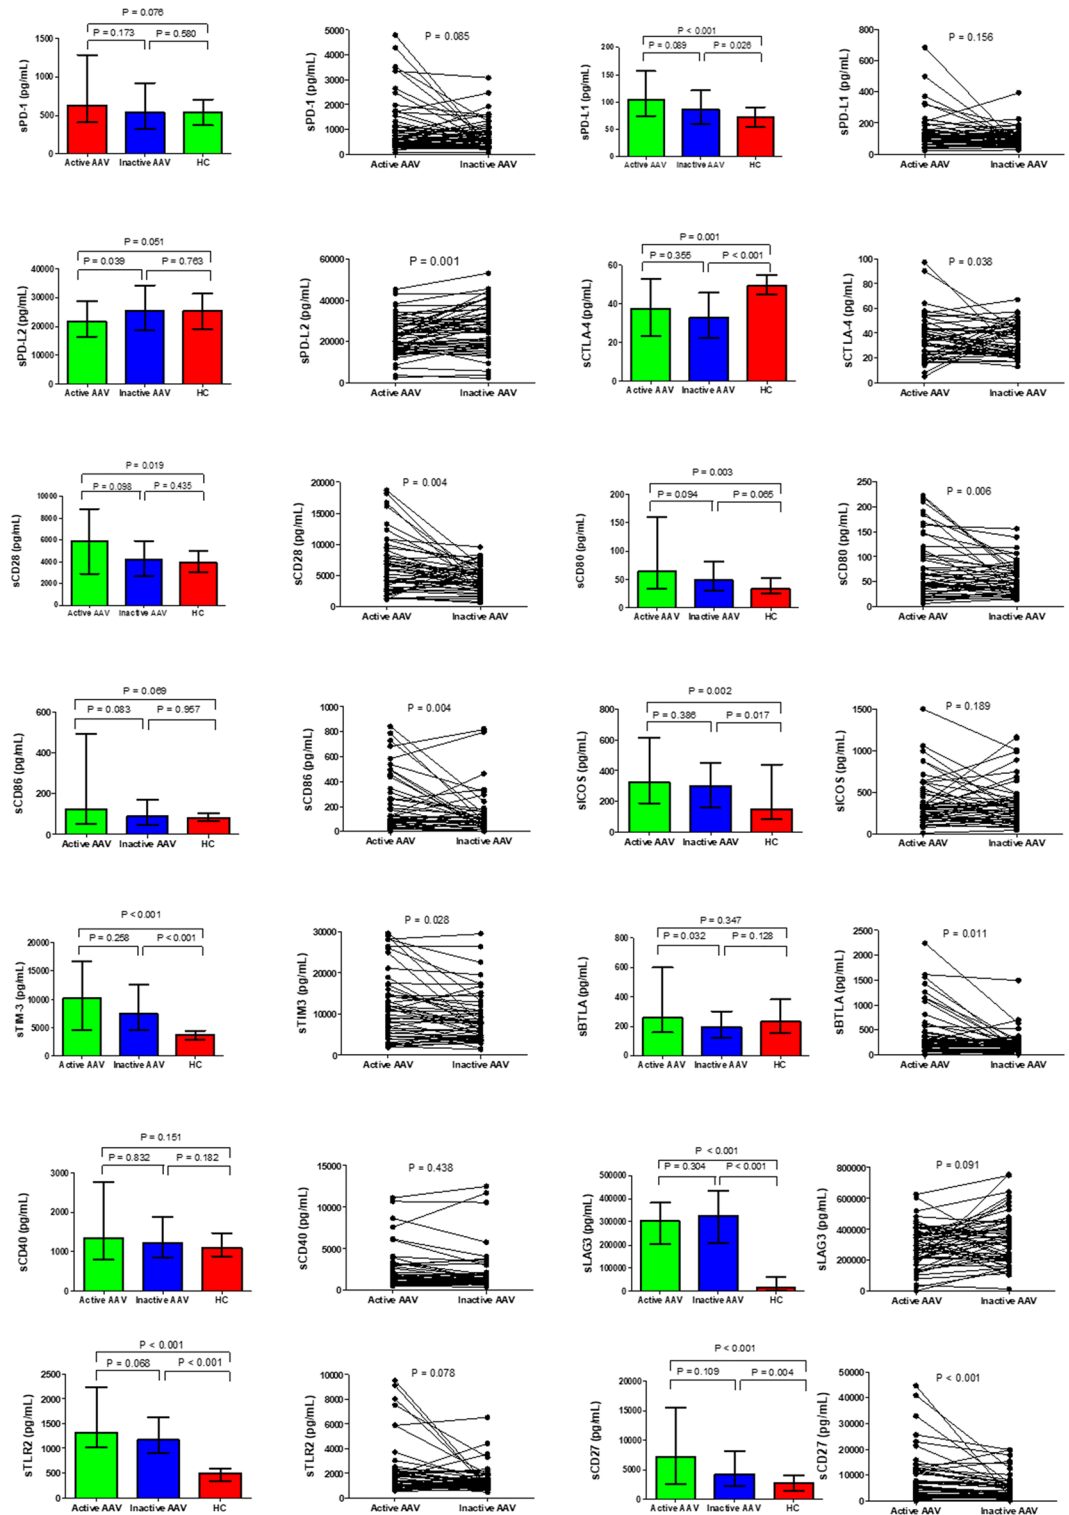 P = 0.076
P = 0.173 P = 0.580
sPD-1 (pg/mL)
1500
1000
500
0
Active AAV Inactive AAV HC
P = 0.085
sPD-1 (pg/mL)
5000
4000
3000
2000
1000
0
Active AAV Inactive AAV
P < 0.001
P = 0.089 P = 0.026
sPD-L1 (pg/mL)
200
150
100
50
0
Active AAV Inactive AAV HC
P = 0.156
sPD-L1 (pg/mL)
800
600
400
200
0
Active AAV Inactive AAV
P = 0.051
P = 0.039 P = 0.763
sPD-L2 (pg/mL)
40000
30000
20000
10000
0
Active AAV Inactive AAV HC
P = 0.001
sPD-L2 (pg/mL)
60000
40000
20000
0
Active AAV Inactive AAV
P = 0.001
P = 0.355 P < 0.001
sCTLA-4 (pg/mL)
60
40
20
0
Active AAV Inactive AAV HC
P = 0.038
sCTLA-4 (pg/mL)
100
80
60
40
20
0
Active AAV Inactive AAV
P = 0.019
P = 0.098 P = 0.435
sCD28 (pg/mL)
10000
8000
6000
4000
2000
0
Active AAV Inactive AAV HC
P = 0.004
sCD28 (pg/mL)
20000
15000
10000
5000
0
Active AAV Inactive AAV
P = 0.003
P = 0.094 P = 0.065
sCD80 (pg/mL)
200
150
100
50
0
Active AAV Inactive AAV HC
P = 0.006
sCD80 (pg/mL)
250
200
150
100
50
0
Active AAV Inactive AAV
P = 0.069
P = 0.083 P = 0.957
sCD86 (pg/mL)
600
400
200
0
Active AAV Inactive AAV HC
P = 0.004
sCD86 (pg/mL)
1000
800
600
400
200
0
Active AAV Inactive AAV
P = 0.002
P = 0.386 P = 0.017
sICOS (pg/mL)
800
600
400
200
0
Active AAV Inactive AAV HC
P = 0.189
sICOS (pg/mL)
1500
1000
500
0
Active AAV Inactive AAV
P < 0.001
P = 0.258 P < 0.001
sTIM-3 (pg/mL)
20000
15000
10000
5000
0
Active AAV Inactive AAV HC
P = 0.028
sTIM3 (pg/mL)
30000
20000
10000
0
Active AAV Inactive AAV
P = 0.347
P = 0.032 P = 0.128
sBTLA (pg/mL)
800
600
400
200
0
Active AAV Inactive AAV HC
P = 0.011
sBTLA (pg/mL)
2500
2000
1500
1000
500
0
Active AAV Inactive AAV
P = 0.151
P = 0.832 P = 0.182
sCD40 (pg/mL)
3000
2000
1000
0
Active AAV Inactive AAV HC
P = 0.438
sCD40 (pg/mL)
15000
10000
5000
0
Active AAV Inactive AAV
P < 0.001
P = 0.304 P < 0.001
sLAG3 (pg/mL)
500000
400000
300000
200000
100000
0
Active AAV Inactive AAV HC
P = 0.091
sLAG3 (pg/mL)
800000
600000
400000
200000
0
Active AAV Inactive AAV
P < 0.001
P = 0.068 P < 0.001
sTLR2 (pg/mL)
2500
2000
1500
1000
500
0
Active AAV Inactive AAV HC
P = 0.078
sTLR2 (pg/mL)
10000
8000
6000
4000
2000
0
Active AAV Inactive AAV
P < 0.001
P = 0.109 P = 0.004
sCD27 (pg/mL)
20000
15000
10000
5000
0
Active AAV Inactive AAV HC
P < 0.001
sCD27 (pg/mL)
50000
40000
30000
20000
10000
0
Active AAV Inactive AAV